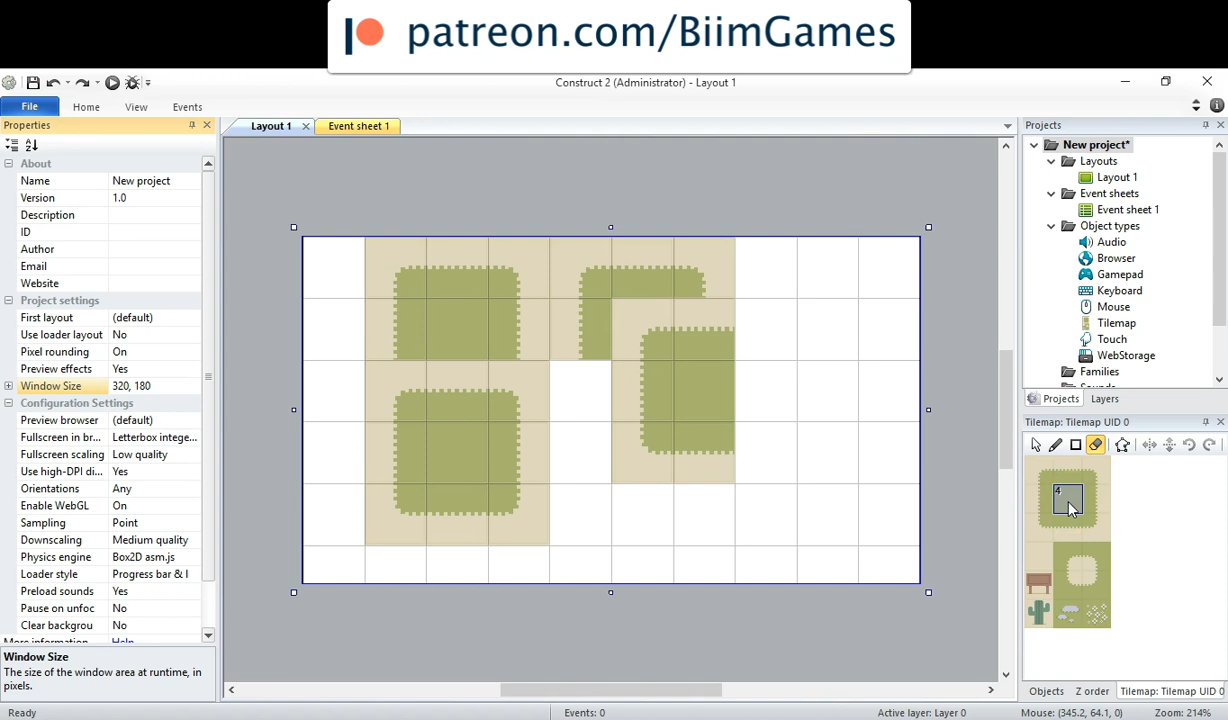 patreon.com/BiimGames
Construct 2 (Administrator) - Layout 1
File Home View Events
Properties
Layout 1
Event sheet 1
Projects
About
Name New project
Version 1.0
Description
ID
Author
Email
Website
Project settings
First layout (default)
Use loader layout No
Pixel rounding On
Preview effects Yes
Window Size 320, 180
Configuration Settings
Preview browser (default)
Fullscreen in br... Letterbox intege...
Fullscreen scaling Low quality
Use high-DPI di... Yes
Orientations Any
Enable WebGL On
Sampling Point
Downscaling Medium quality
Physics engine Box2D asm.js
Loader style Progress bar & l
Preload sounds Yes
Pause on unfoc No
Clear backgrou No
More information Help
Window Size
The size of the window area at runtime, in
pixels.
New project*
Layouts
Layout 1
Event sheets
Event sheet 1
Object types
Audio
Browser
Gamepad
Keyboard
Mouse
Tilemap
Touch
WebStorage
Families
Sounds
Projects Layers
Tilemap: Tilemap UID 0
4
Objects Z order Tilemap: Tilemap UID 0
Ready
Events: 0
Active layer: Layer 0
Mouse: (345.2, 64.1, 0)
Zoom: 214%